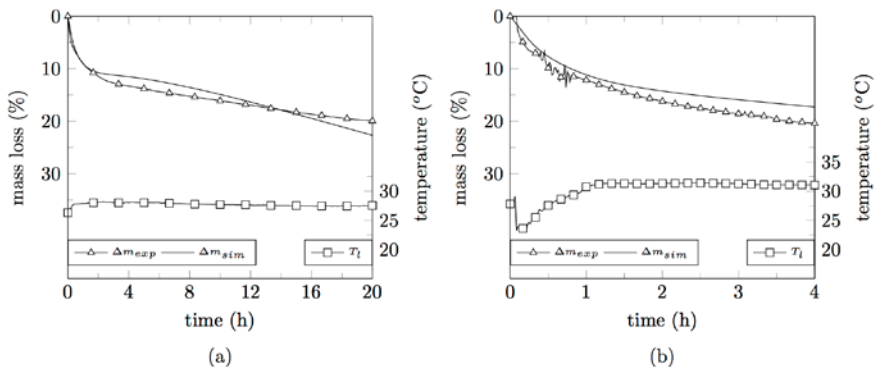 0
10
20
30
mass loss (%)
30
25
20
temperature (°C)
Δm_exp Δm_sim T_l
0 4 8 12 16 20
time (h)
(a)
0
10
20
30
mass loss (%)
35
30
25
20
temperature (°C)
Δm_exp Δm_sim T_l
0 1 2 3 4
time (h)
(b)